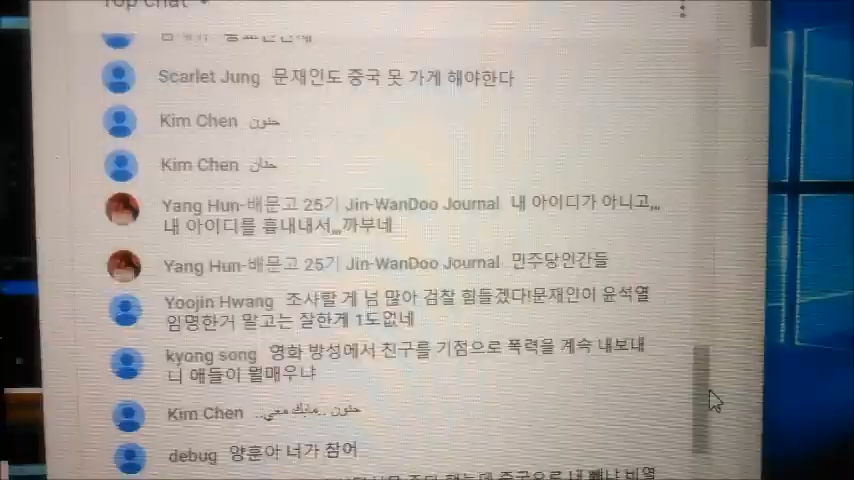 Top chat
Scarlet Jung 문재인도 중국 못 가게 해야한다
Kim Chen حنون
Kim Chen حنان
Yang Hun-배문고 25기 Jin-WanDoo Journal 내 아이디가 아니고,,,
내 아이디를 흉내내서,,,까부네
Yang Hun-배문고 25기 Jin-WanDoo Journal 민주당인간들
Yoojin Hwang 조사할 게 넘 많아 검찰 힘들겠다!문재인이 윤석열
임명한거 말고는 잘한게 1도없네
kyong song 영화 방성에서 친구를 기점으로 폭력을 계속 내보내
니 애들이 뭘매우냐
Kim Chen حنون ..مابك معي..
debug 양훈아 너가 참어